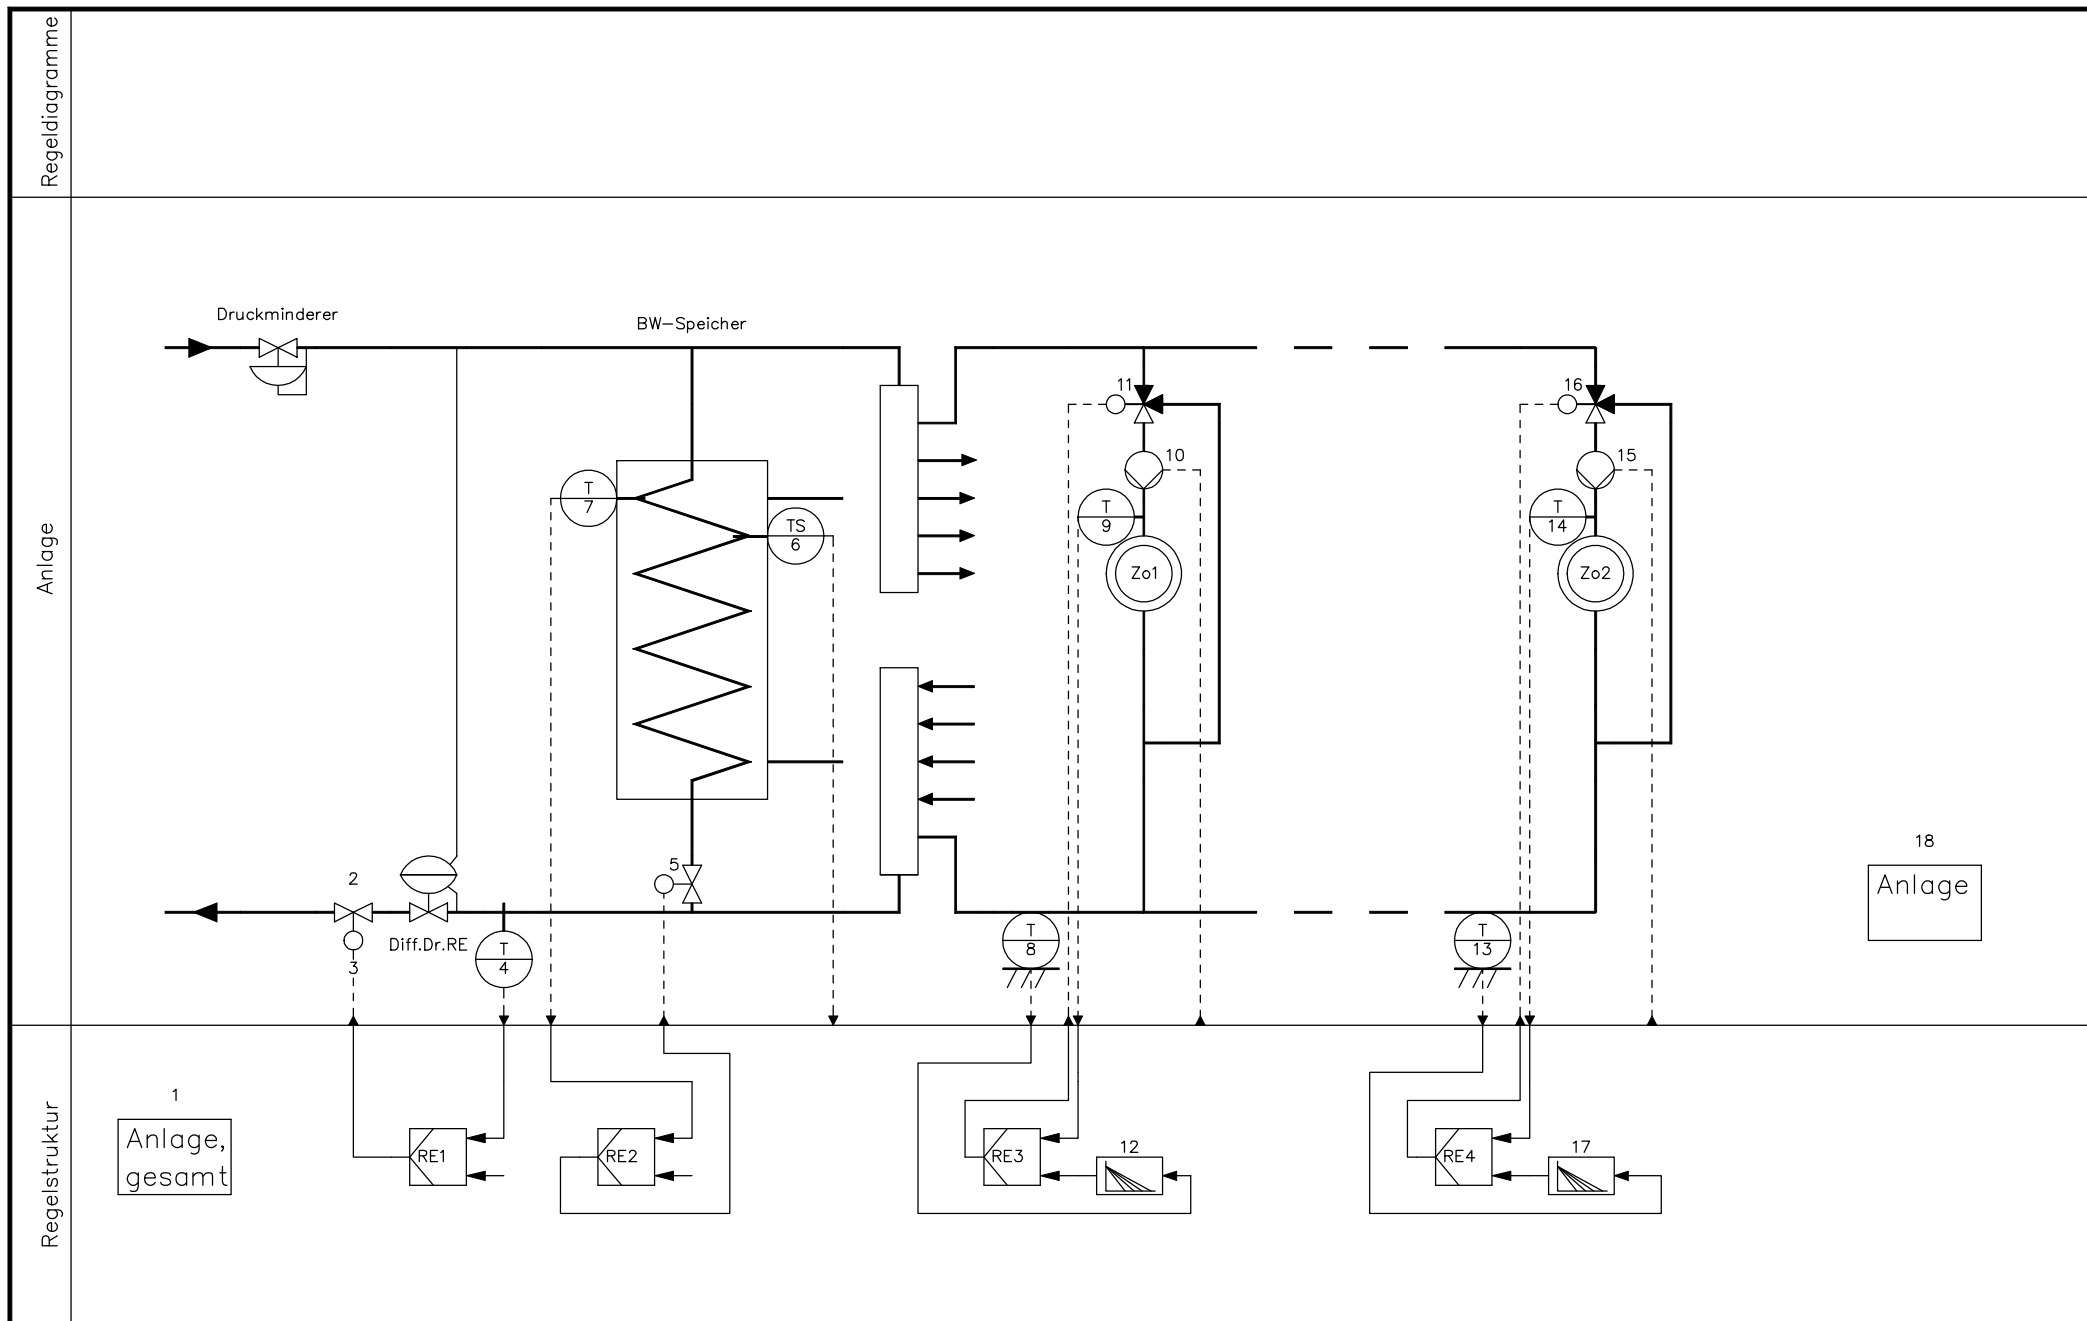 Regeldiagramme
Anlage
Druckminderer
BW-Speicher
11
16
10
15
T
7
TS
6
T
9
T
14
Zo1
Zo2
18
Anlage
5
2
3
Diff.Dr.RE
T
4
T
8
T
13
Regelstruktur
1
Anlage,
gesamt
RE1
RE2
RE3
12
RE4
17